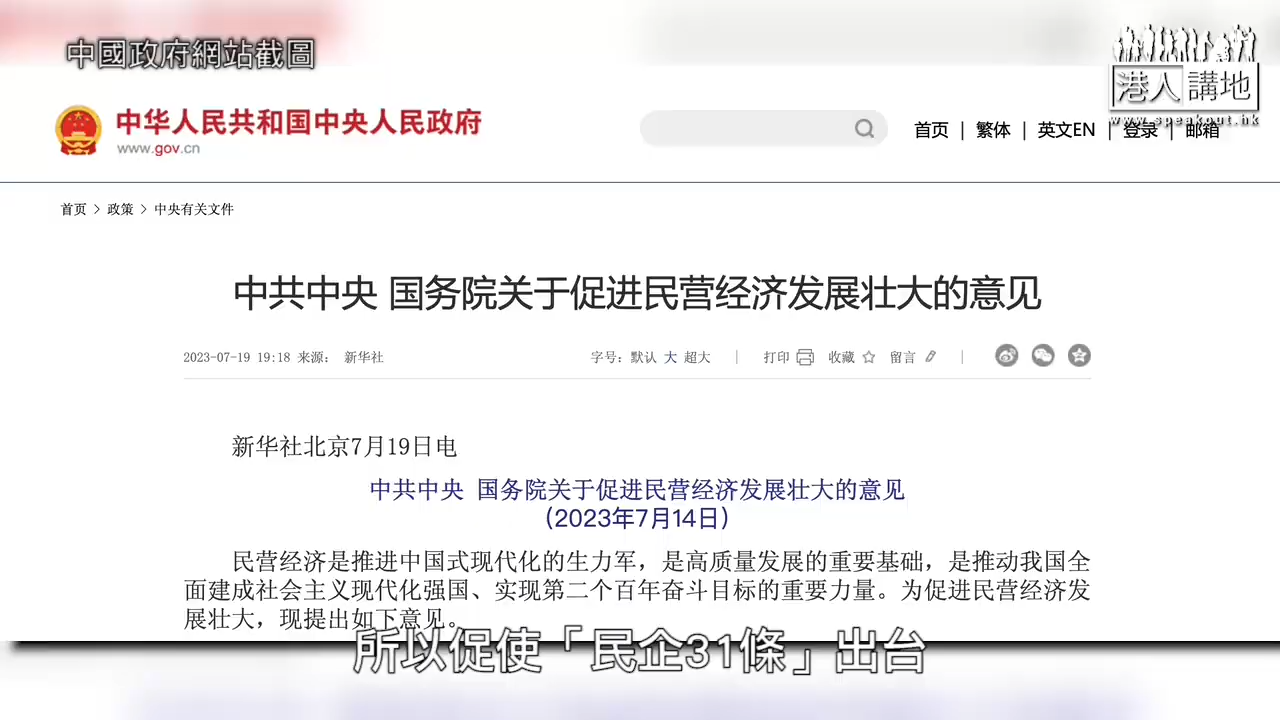 中國政府網站截圖
港人講地
www.speakout.hk
中华人民共和国中央人民政府
www.gov.cn
首页 | 繁体 | 英文EN | 登录 | 邮箱
首页 > 政策 > 中央有关文件
中共中央 国务院关于促进民营经济发展壮大的意见
2023-07-19 19:18 来源： 新华社
字号：默认 大 超大 | 打印 收藏 留言 |
新华社北京7月19日电
中共中央 国务院关于促进民营经济发展壮大的意见
（2023年7月14日）
民营经济是推进中国式现代化的生力军，是高质量发展的重要基础，是推动我国全
面建成社会主义现代化强国、实现第二个百年奋斗目标的重要力量。为促进民营经济发
展壮大，现提出如下意见。
所以促使「民企31條」出台